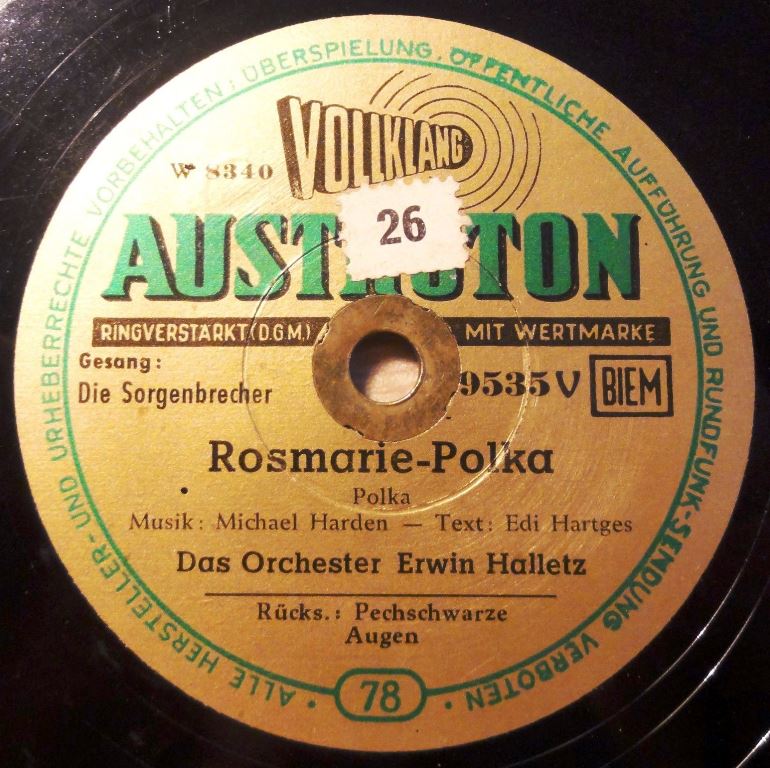 ALLE HERSTELLER- UND URHEBERRECHTE VORBEHALTEN; ÜBERSPIELUNG, ÖFFENTLICHE AUFFÜHRUNG UND RUNDFUNK-SENDUNG VERBOTEN
VOLLKLANG
W 8340
26
RINGVERSTÄRKT (D.G.M.) MIT WERTMARKE
Gesang:
Die Sorgenbrecher
9535 V BIEM
Rosmarie-Polka
Polka
Musik: Michael Harden — Text: Edi Hartges
Das Orchester Erwin Halletz
Rücks.: Pechschwarze
Augen
78